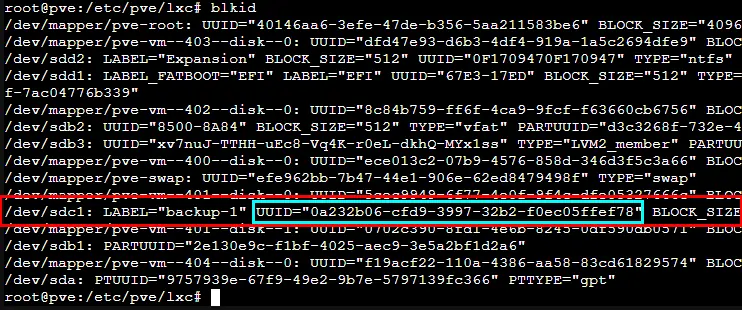 root@pve:/etc/pve/lxc# blkid
/dev/mapper/pve-root: UUID="40146aa6-3efe-47de-b356-5aa211583be6" BLOCK_SIZE="4096
/dev/mapper/pve-vm--403--disk--0: UUID="dfd47e93-d6b3-4df4-919a-1a5c2694dfe9" BLOC
/dev/sdd2: LABEL="Expansion" BLOCK_SIZE="512" UUID="0F1709470F170947" TYPE="ntfs"
/dev/sdd1: LABEL_FATBOOT="EFI" LABEL="EFI" UUID="67E3-17ED" BLOCK_SIZE="512" TYPE=
f-7ac04776b339"
/dev/mapper/pve-vm--402--disk--0: UUID="8c84b759-ff6f-4ca9-9fcf-f63660cb6756" BLOC
/dev/sdb2: UUID="8500-8A84" BLOCK_SIZE="512" TYPE="vfat" PARTUUID="d3c3268f-732e-4
/dev/sdb3: UUID="xv7nuJ-TTHH-uEc8-Vq4K-r0eL-dkhQ-MYx1ss" TYPE="LVM2_member" PARTUU
/dev/mapper/pve-vm--400--disk--0: UUID="ece013c2-07b9-4576-858d-346d3f5c3a66" BLOC
/dev/mapper/pve-swap: UUID="efe962bb-7b47-44e1-906e-62ed8479498f" TYPE="swap"
/dev/mapper/pve-vm--401--disk--0:
/dev/sdc1: LABEL="backup-1" UUID="0a232b06-cfd9-3997-32b2-f0ec05ffef78" BLOCK_SIZE
/dev/mapper/pve-vm--401--disk--1:
/dev/sdb1: PARTUUID="2e130e9c-f1bf-4025-aec9-3e5a2bf1d2a6"
/dev/mapper/pve-vm--404--disk--0: UUID="f19acf22-110a-4386-aa58-83cd61829574" BLOC
/dev/sda: PTUUID="9757939e-67f9-49e2-9b7e-5797139fc366" PTTYPE="gpt"
root@pve:/etc/pve/lxc#